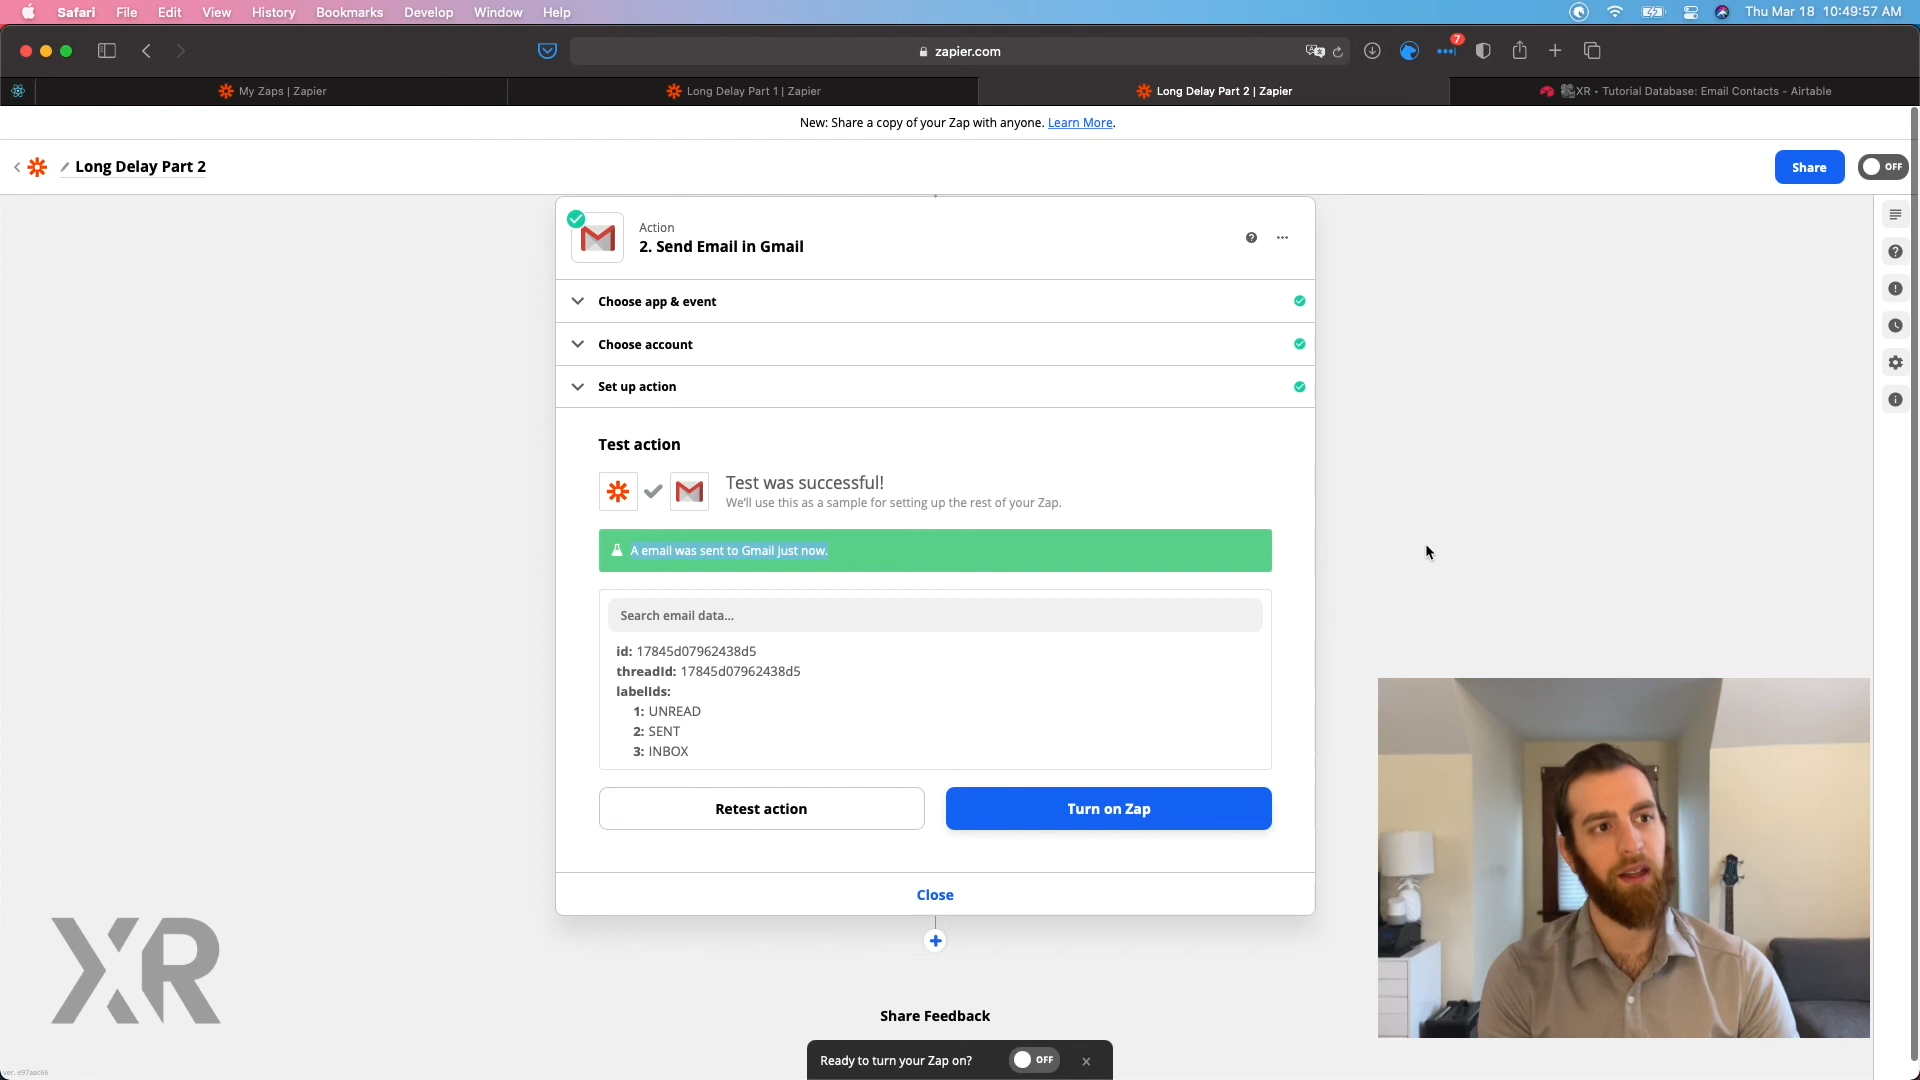 Safari File Edit View History Bookmarks Develop Window Help Thu Mar 18 10:49:57 AM
zapier.com 7
My Zaps | Zapier Long Delay Part 1 | Zapier Long Delay Part 2 | Zapier XR • Tutorial Database: Email Contacts - Airtable
New: Share a copy of your Zap with anyone. Learn More.
Long Delay Part 2 Share OFF
Action
2. Send Email in Gmail
Choose app & event
Choose account
Set up action
Test action
Test was successful!
We'll use this as a sample for setting up the rest of your Zap.
A email was sent to Gmail just now.
Search email data...
id: 17845d07962438d5
threadId: 17845d07962438d5
labelIds:
1: UNREAD
2: SENT
3: INBOX
Retest action Turn on Zap
Close
XR
Share Feedback
Ready to turn your Zap on? OFF
ver. e97aac66